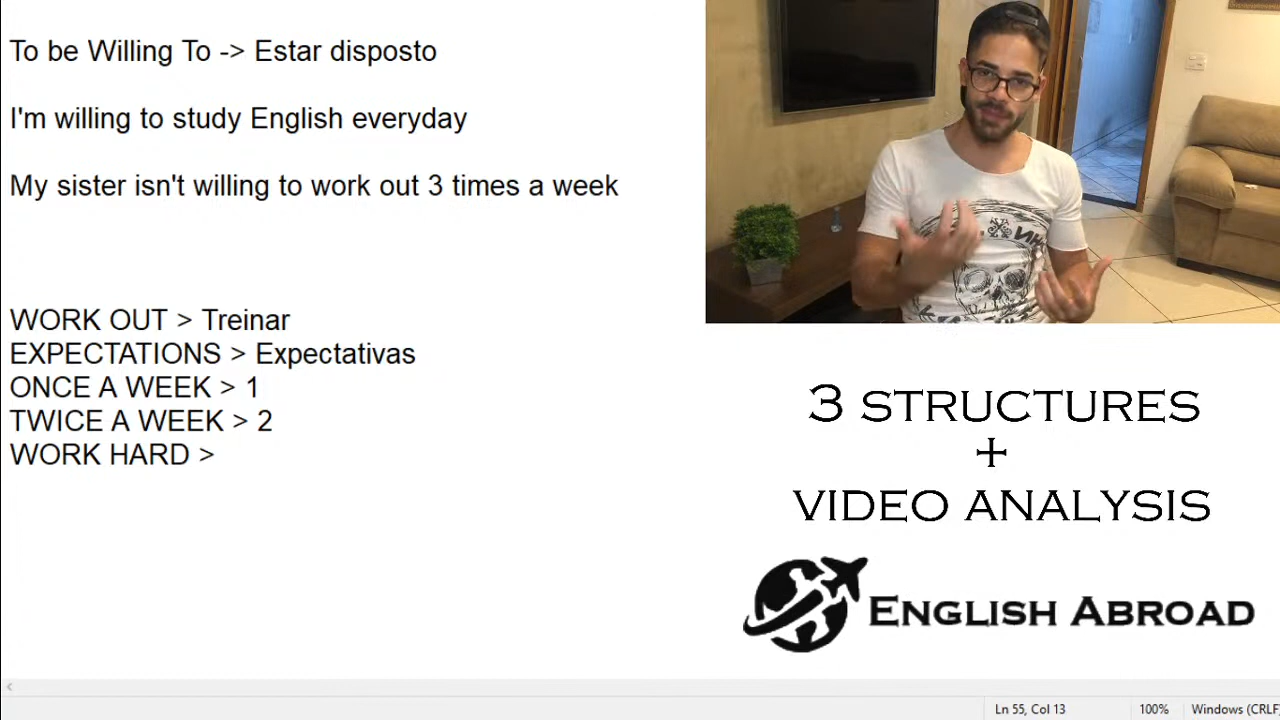 To be Willing To -> Estar disposto
I'm willing to study English everyday
My sister isn't willing to work out 3 times a week
WORK OUT > Treinar
EXPECTATIONS > Expectativas
ONCE A WEEK > 1
TWICE A WEEK > 2
WORK HARD >
3 STRUCTURES
+
VIDEO ANALYSIS
ENGLISH ABROAD
Ln 55, Col 13
100%
Windows (CRLF